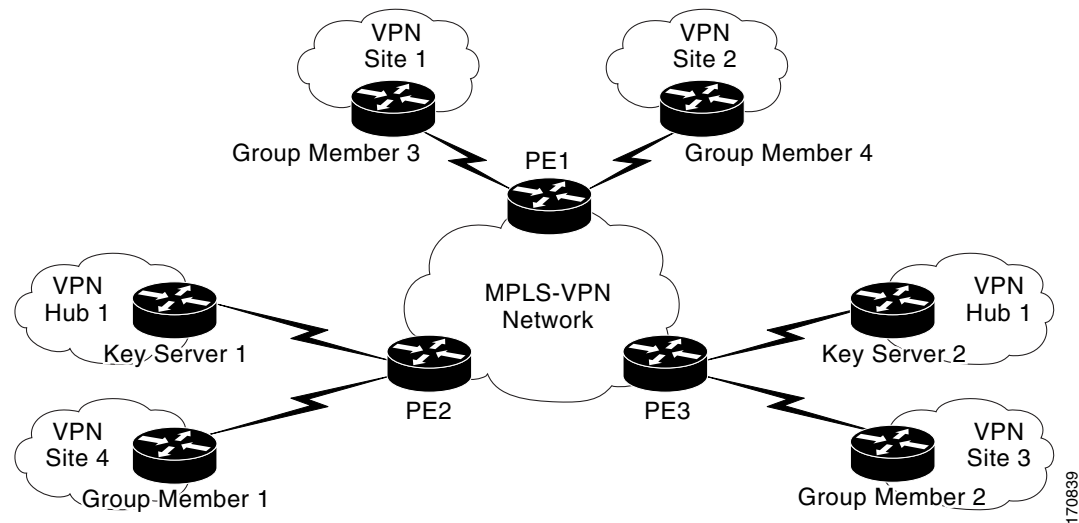 VPN
Site 1
VPN
Site 2
Group Member 3
PE1
Group Member 4
VPN
Hub 1
MPLS-VPN
Network
VPN
Hub 1
Key Server 1
Key Server 2
PE2
PE3
VPN
Site 4
VPN
Site 3
Group Member 1
Group Member 2
170839